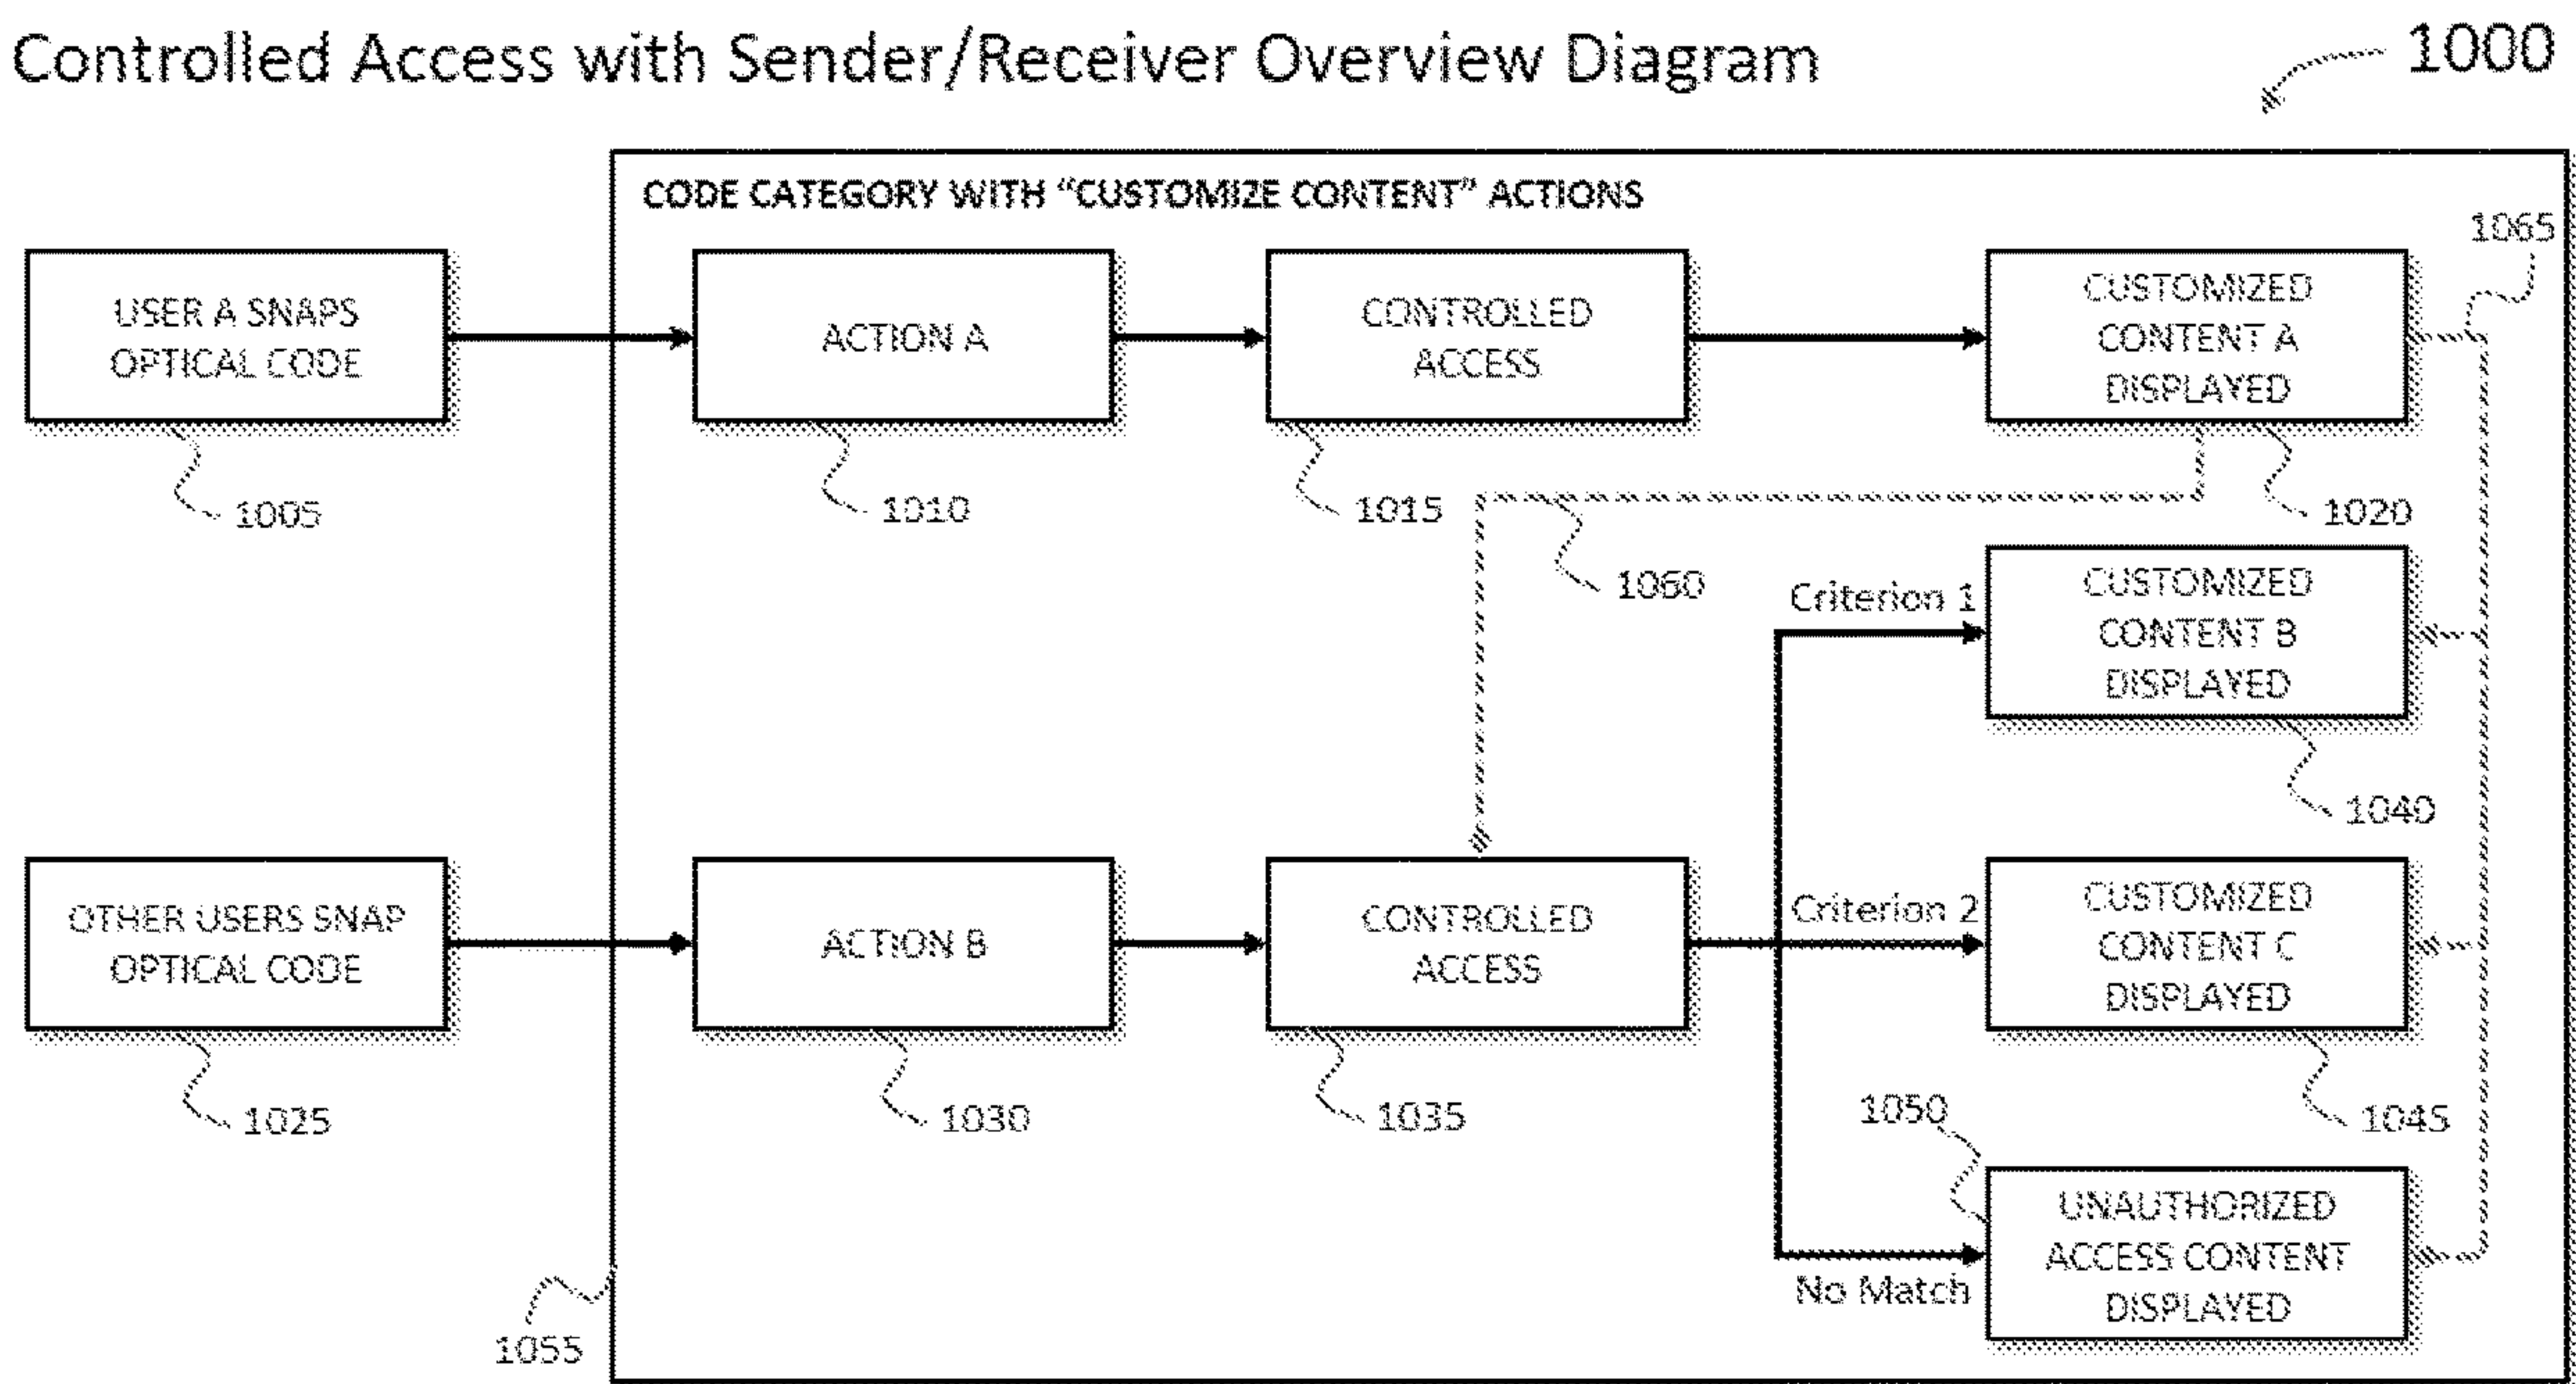 Controlled Access with Sender/Receiver Overview Diagram
1000
CODE CATEGORY WITH “CUSTOMIZE CONTENT” ACTIONS
1065
USER A SNAPS
OPTICAL CODE
ACTION A
CONTROLLED
ACCESS
CUSTOMIZED
CONTENT A
DISPLAYED
1005
1010
1015
1020
1060
Criterion 1
CUSTOMIZED
CONTENT B
DISPLAYED
1040
OTHER USERS SNAP
OPTICAL CODE
ACTION B
CONTROLLED
ACCESS
Criterion 2
CUSTOMIZED
CONTENT C
DISPLAYED
1025
1030
1035
1045
1050
No Match
UNAUTHORIZED
ACCESS CONTENT
DISPLAYED
1055